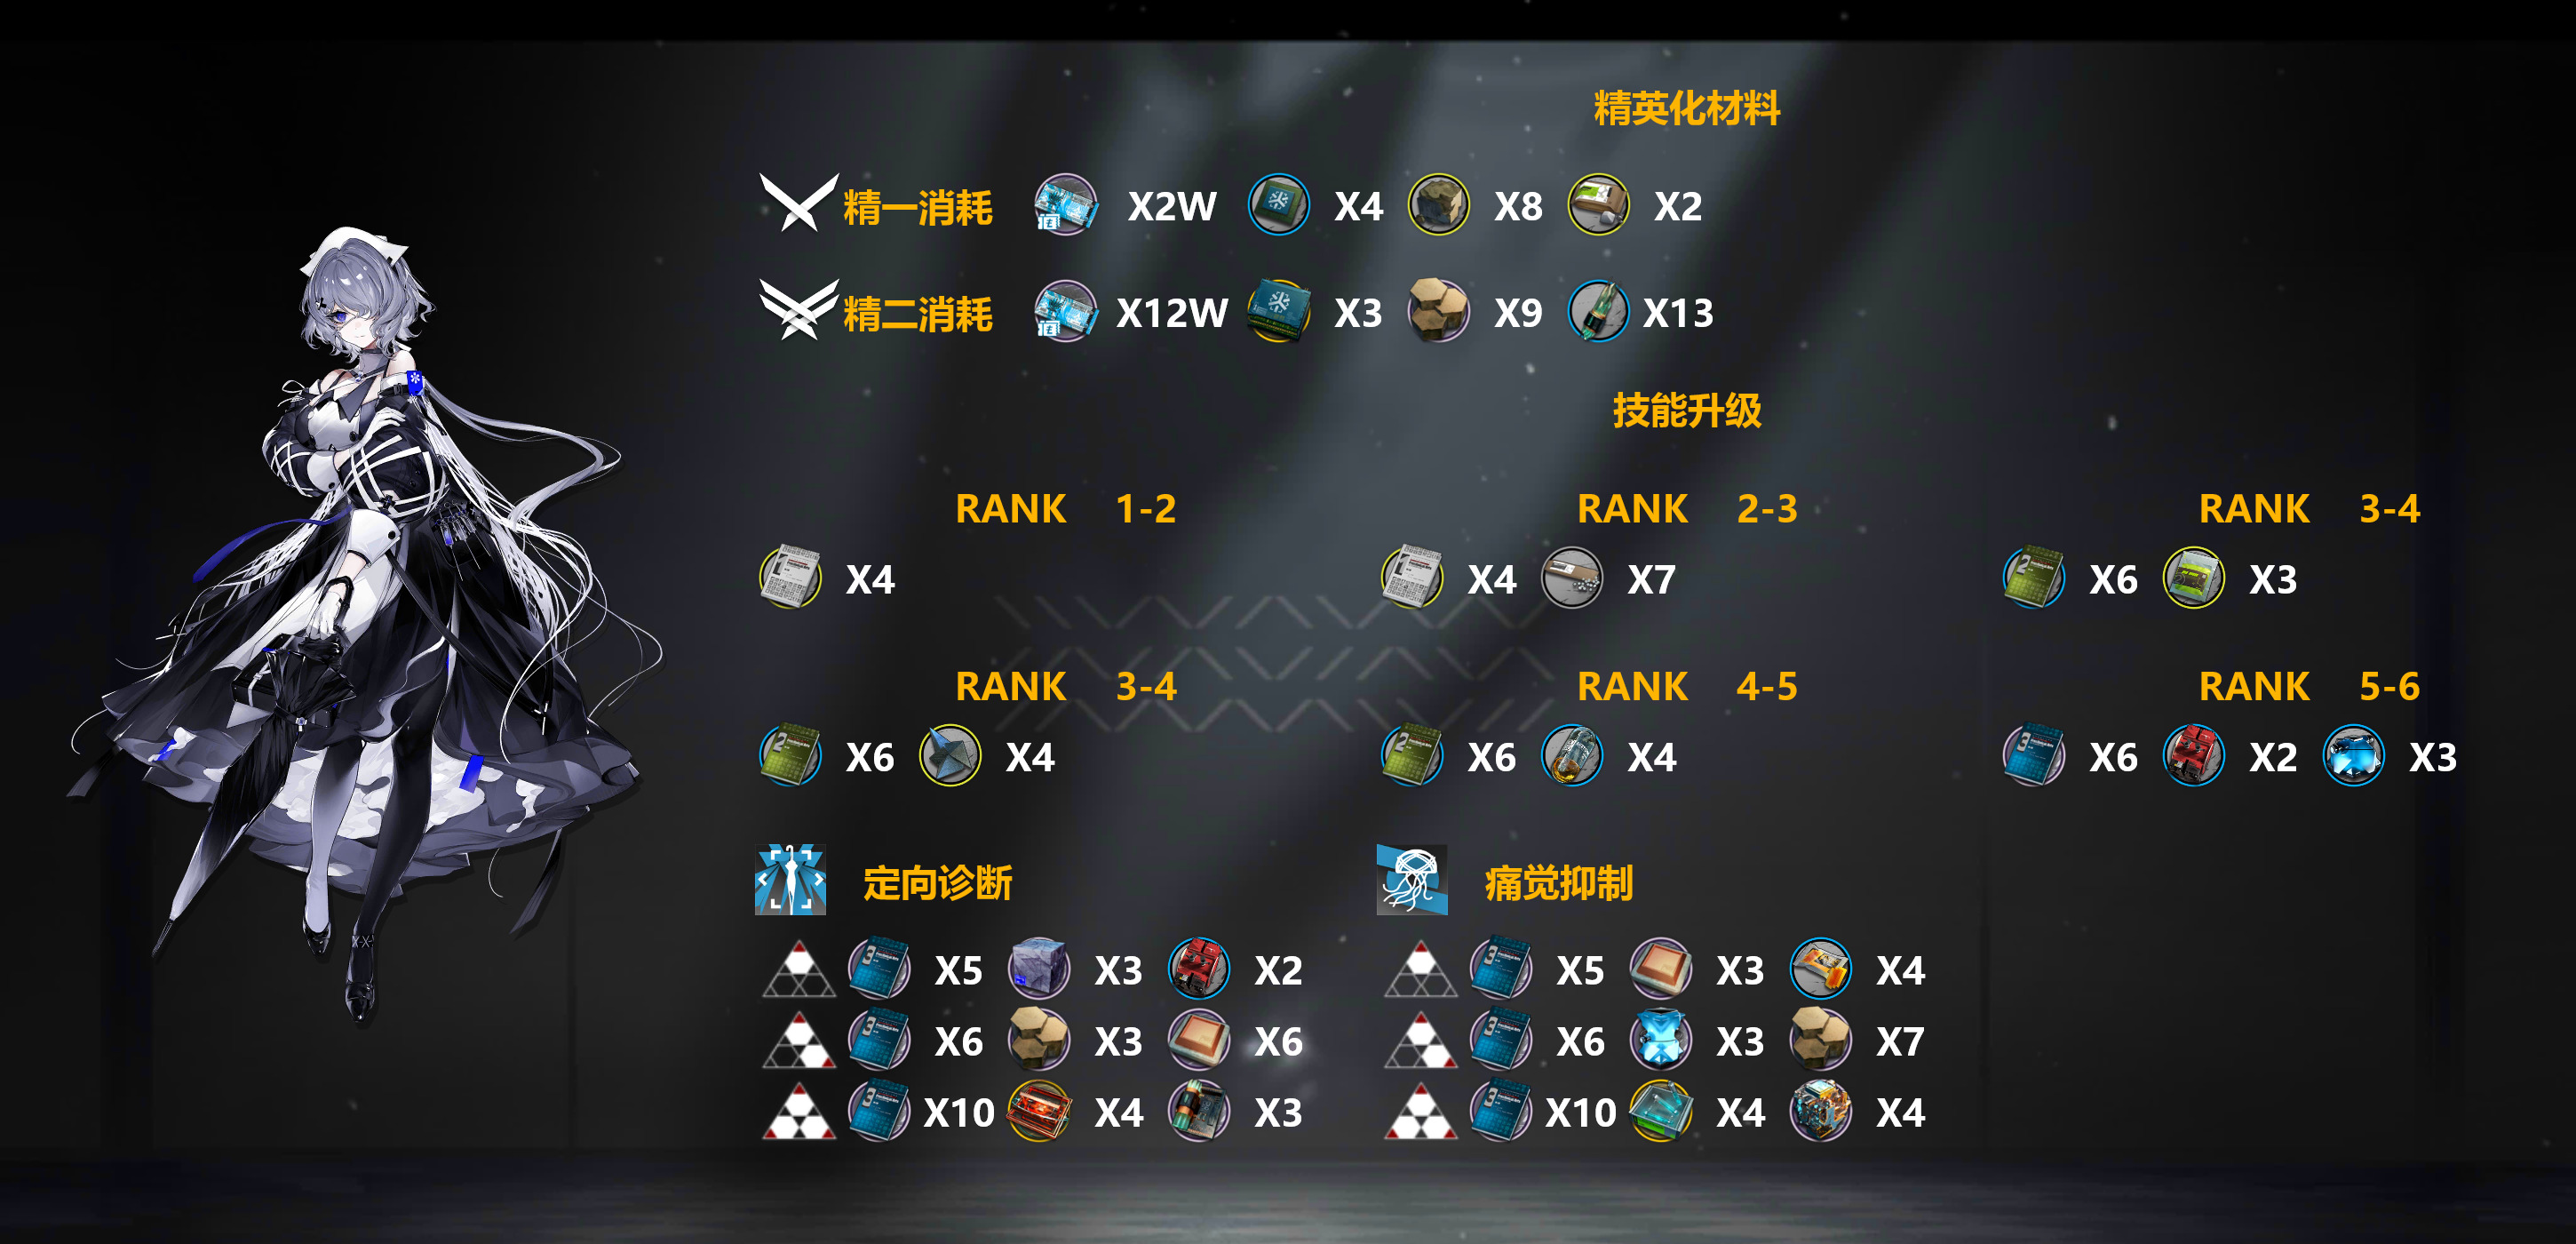 精英化材料
精一消耗 X2W X4 X8 X2
精二消耗 X12W X3 X9 X13
技能升级
RANK 1-2 RANK 2-3 RANK 3-4
X4 X4 X7 X6 X3
RANK 3-4 RANK 4-5 RANK 5-6
X6 X4 X6 X4 X6 X2 X3
定向诊断 痛觉抑制
X5 X3 X2 X5 X3 X4
X6 X3 X6 X6 X3 X7
X10 X4 X3 X10 X4 X4